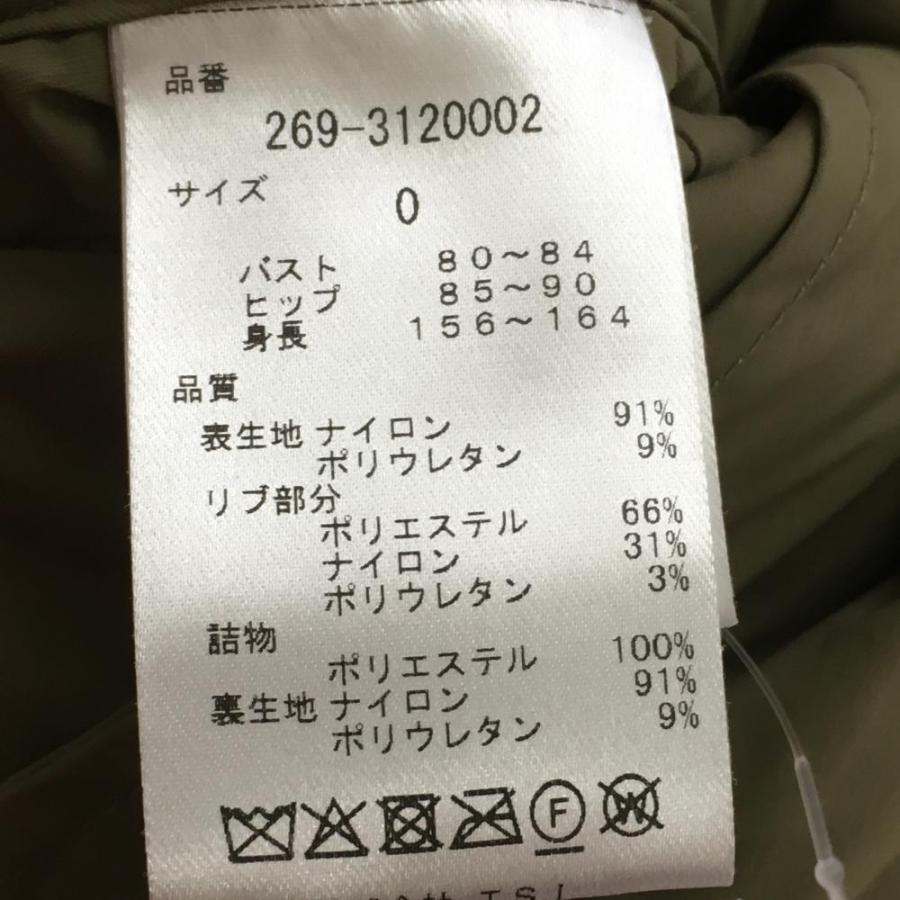 品番
269-3120002
サイズ
0
バスト 80～84
ヒップ 85～90
身長 156～164
品質
表生地 ナイロン 91%
ポリウレタン 9%
リブ部分
ポリエステル 66%
ナイロン 31%
ポリウレタン 3%
詰物
ポリエステル 100%
裏生地 ナイロン 91%
ポリウレタン 9%
F W
TSI